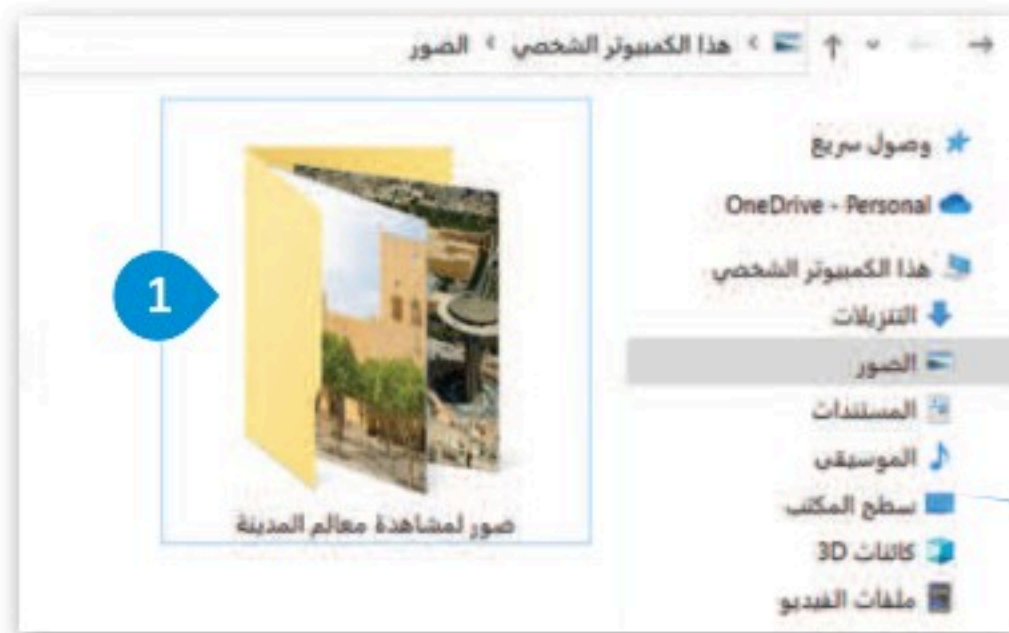 هذا الكمبيوتر الشخصي › الصور
وصول سريع
OneDrive - Personal
هذا الكمبيوتر الشخصي
التنزيلات
الصور
المستندات
الموسيقى
سطح المكتب
كائنات 3D
ملفات الفيديو
1
صور لمشاهدة معالم المدينة